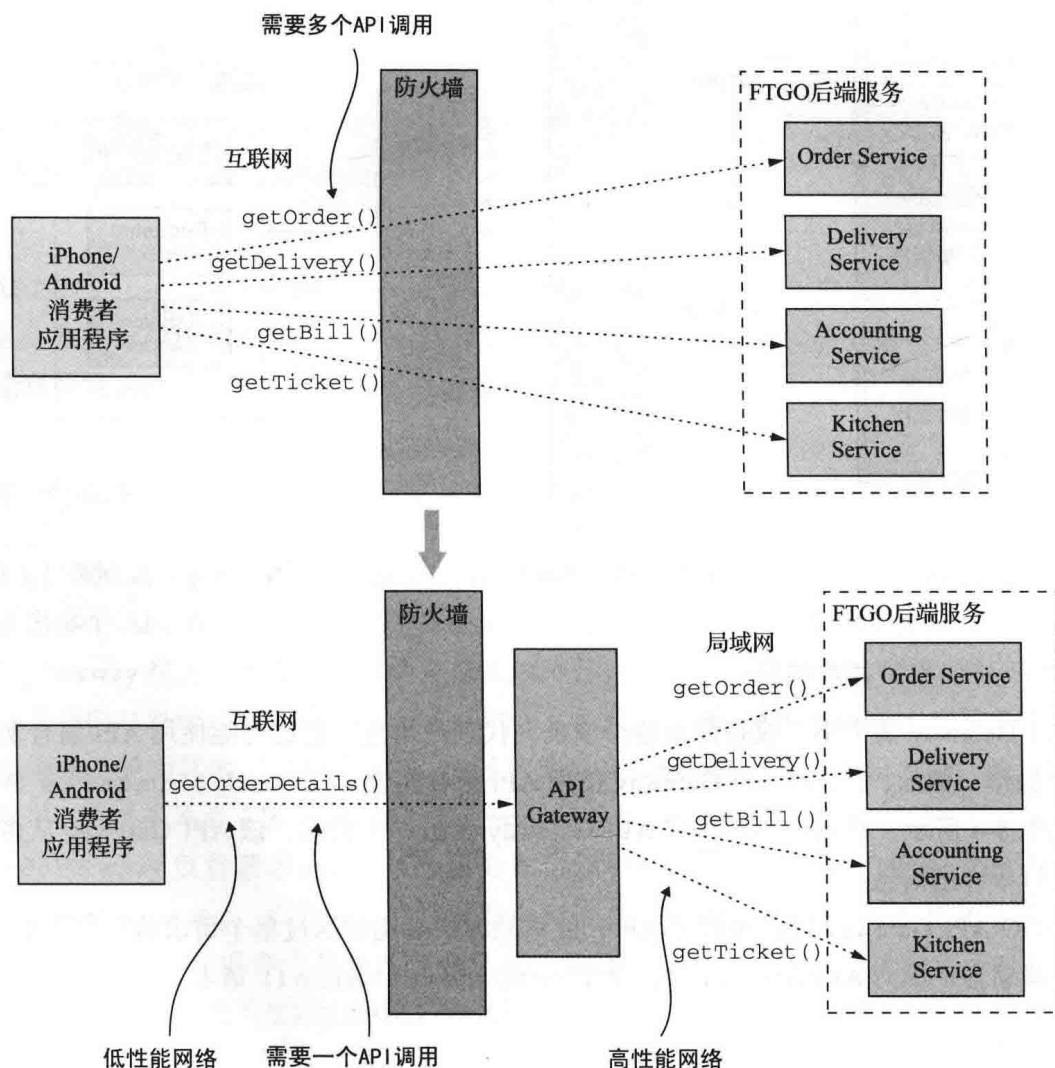 需要多个API调用
防火墙
FTGO后端服务
Order Service
互联网
getOrder()
iPhone/
Android
消费者
应用程序
getDelivery()
Delivery
Service
getBill()
Accounting
Service
getTicket()
Kitchen
Service
防火墙
FTGO后端服务
局域网
Order Service
getOrder()
互联网
iPhone/
Android
消费者
应用程序
getOrderDetails()
API
Gateway
getDelivery()
Delivery
Service
getBill()
Accounting
Service
getTicket()
Kitchen
Service
低性能网络
需要一个API调用
高性能网络